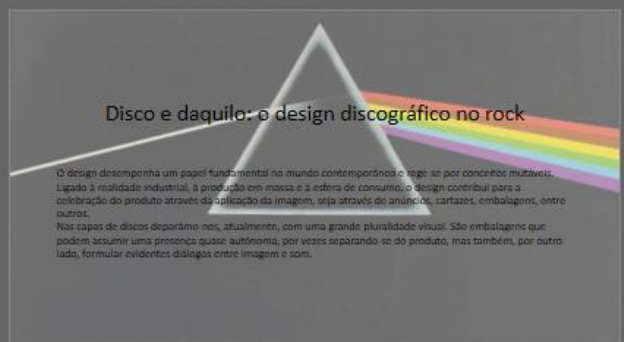 Disco e daquilo: o design discográfico no rock
O design desempenha um papel fundamental no mundo contemporâneo e rege se por conceitos mutáveis.
Ligado à realidade industrial, à produção em massa e à esfera de consumo, o design contribui para a
celebração do produto através da aplicação da imagem, seja através de anúncios, cartazes, embalagens, entre
outros.
Nas capas de discos deparámo nos, atualmente, com uma grande pluralidade visual. São embalagens que
podem assumir uma presença quase autónoma, por vezes separando se do produto, mas também, por outro
lado, formular evidentes diálogos entre imagem e som.